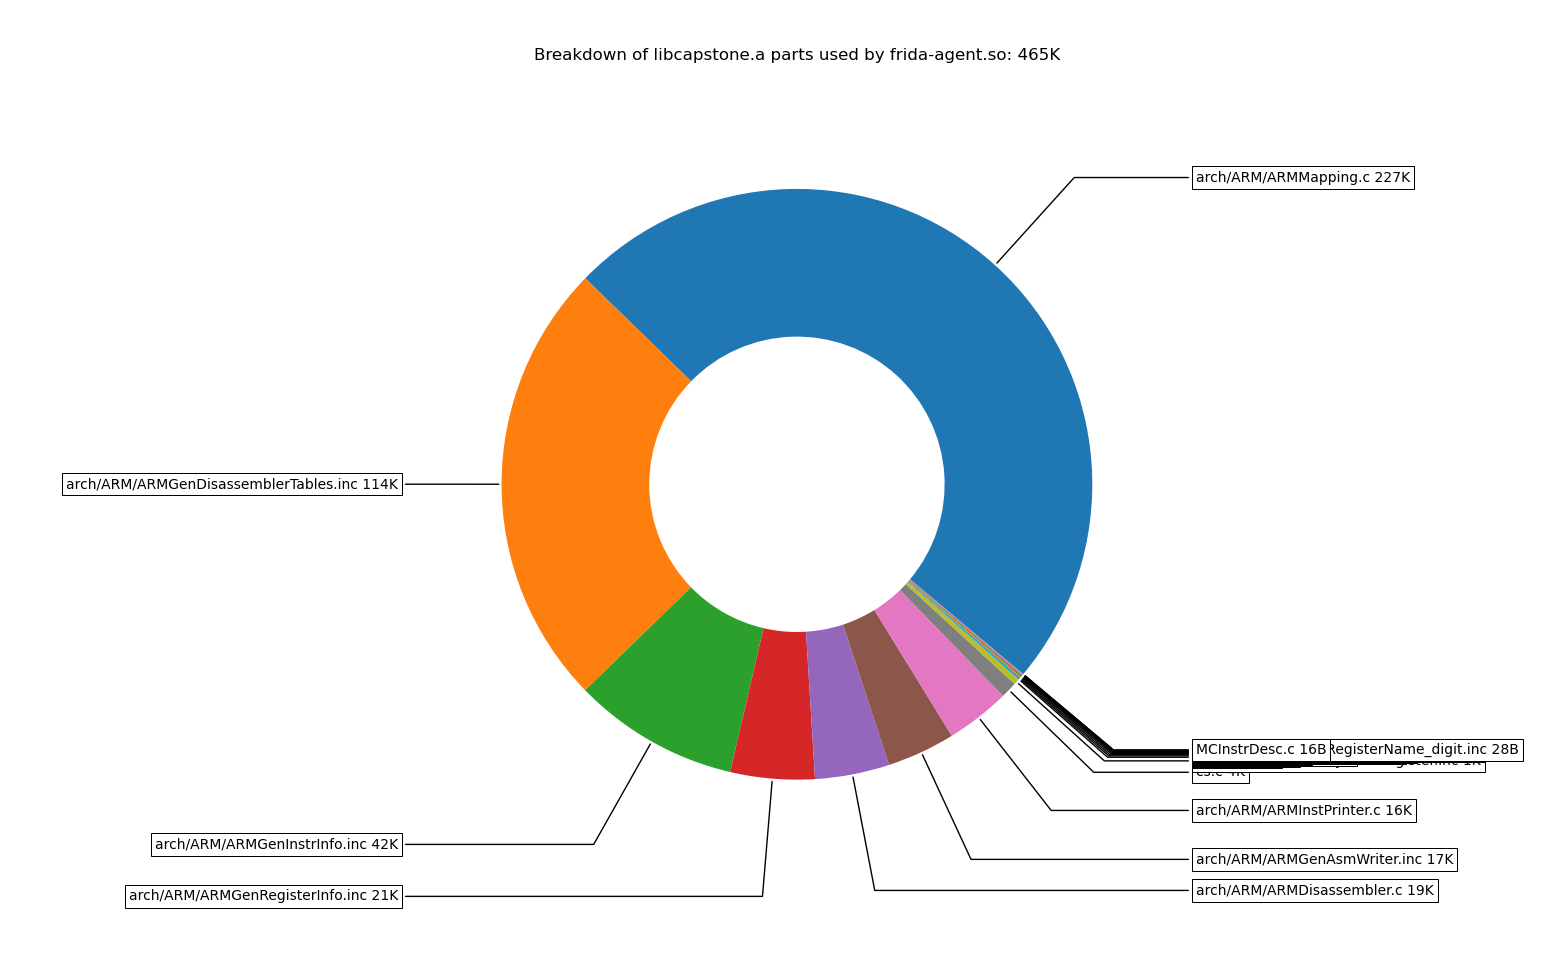 Breakdown of libcapstone.a parts used by frida-agent.so: 465K
arch/ARM/ARMMapping.c 227K
arch/ARM/ARMGenDisassemblerTables.inc 114K
MCInstrDesc.c 16B
RegisterName_digit.inc 28B
cs.c 4K
arch/ARM/ARMInstPrinter.c 16K
arch/ARM/ARMGenInstrInfo.inc 42K
arch/ARM/ARMGenAsmWriter.inc 17K
arch/ARM/ARMDisassembler.c 19K
arch/ARM/ARMGenRegisterInfo.inc 21K